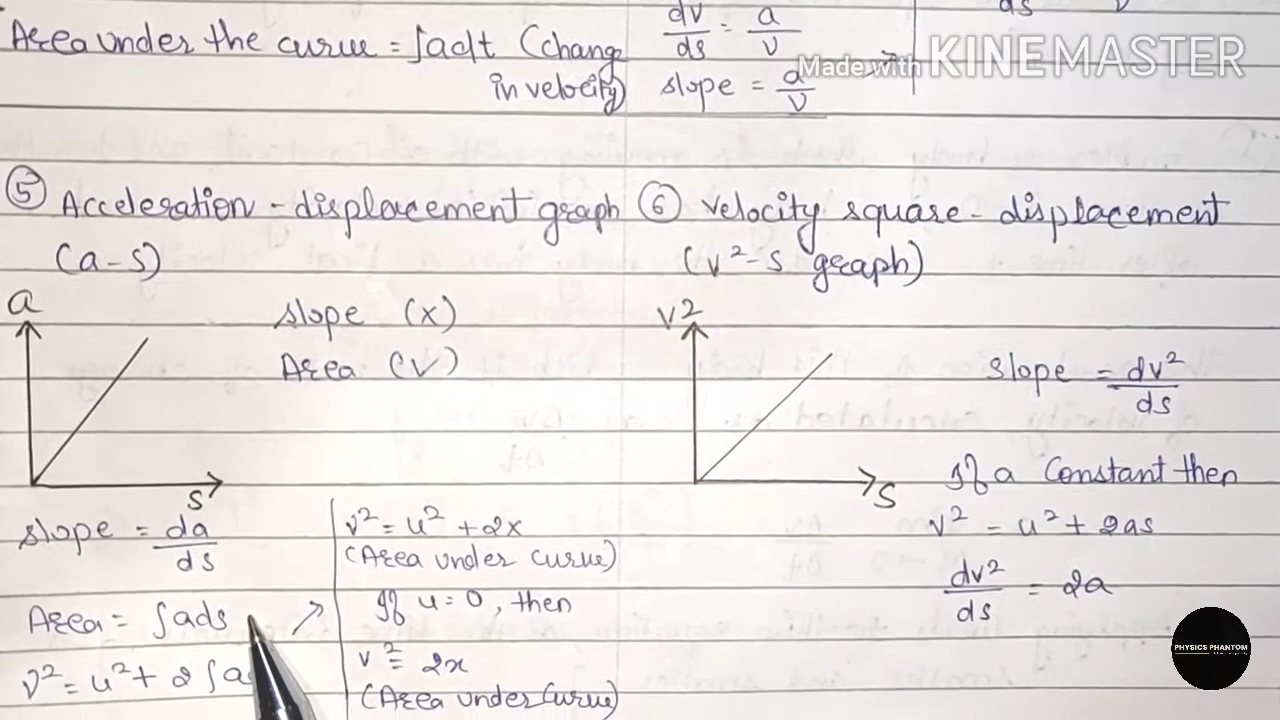 Area under the curve = ∫adt (change
in velocity)
dv/ds = a/v
slope = a/v
ds v
Made with KINEMASTER
⑤ Acceleration - displacement graph
(a-s)
a
s
slope (x)
Area (✓)
slope = da/ds
Area = ∫ads
v² = u² + 2∫a
v² = u² + 2x
(Area under curve)
If u = 0, then
v² = 2x
(Area under curve)
⑥ Velocity square - displacement
(v²-s graph)
v²
s
slope = dv²/ds
If a constant then
v² = u² + 2as
dv²/ds = 2a
PHYSICS PHANTOM